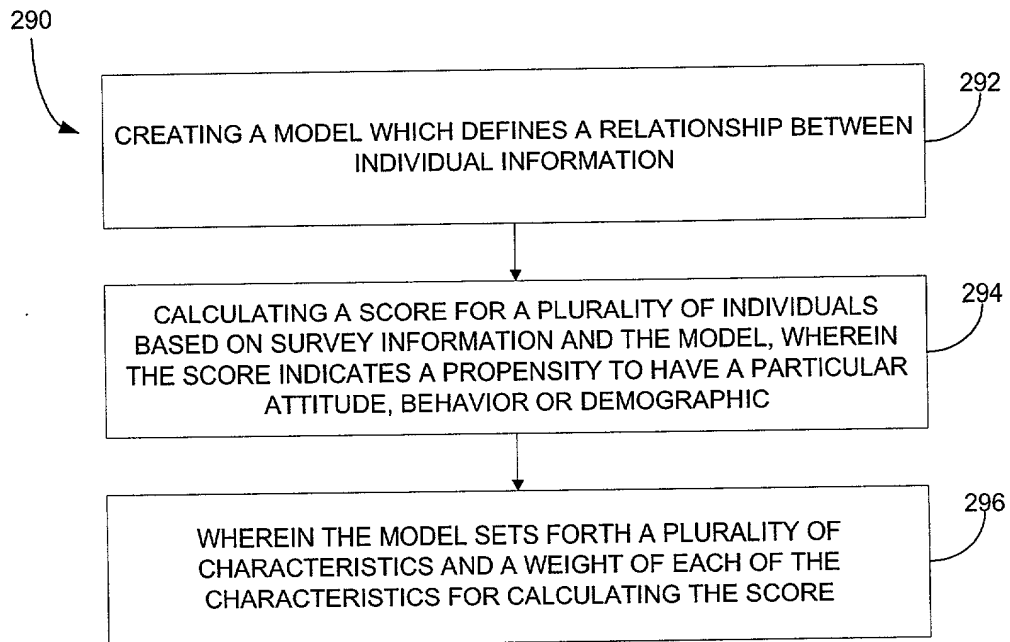 290
292
CREATING A MODEL WHICH DEFINES A RELATIONSHIP BETWEEN
INDIVIDUAL INFORMATION
294
CALCULATING A SCORE FOR A PLURALITY OF INDIVIDUALS
BASED ON SURVEY INFORMATION AND THE MODEL, WHEREIN
THE SCORE INDICATES A PROPENSITY TO HAVE A PARTICULAR
ATTITUDE, BEHAVIOR OR DEMOGRAPHIC
296
WHEREIN THE MODEL SETS FORTH A PLURALITY OF
CHARACTERISTICS AND A WEIGHT OF EACH OF THE
CHARACTERISTICS FOR CALCULATING THE SCORE